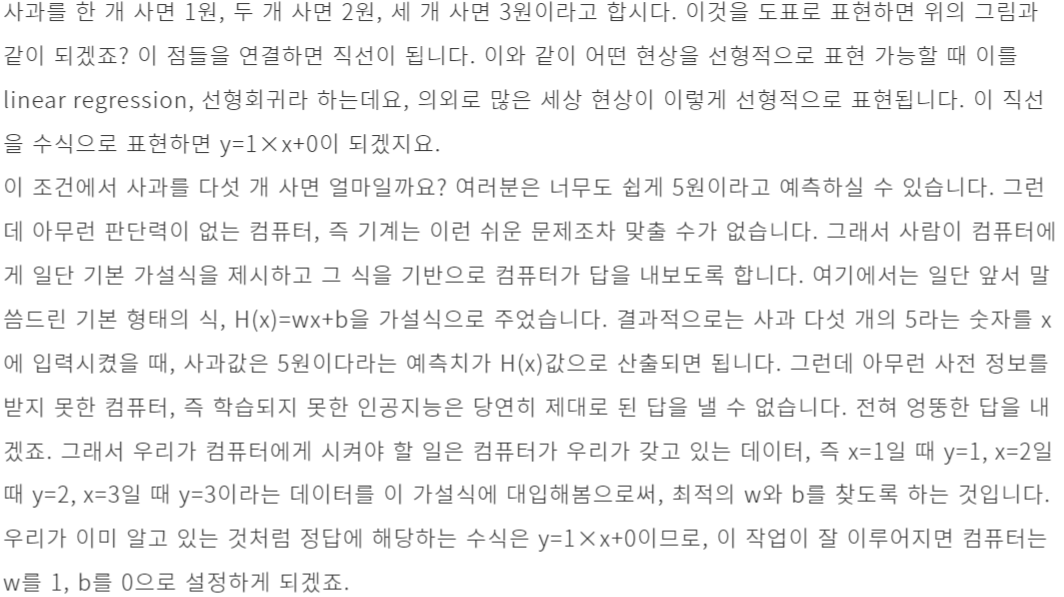 사과를 한 개 사면 1원, 두 개 사면 2원, 세 개 사면 3원이라고 합시다. 이것을 도표로 표현하면 위의 그림과
같이 되겠죠? 이 점들을 연결하면 직선이 됩니다. 이와 같이 어떤 현상을 선형적으로 표현 가능할 때 이를
linear regression, 선형회귀라 하는데요, 의외로 많은 세상 현상이 이렇게 선형적으로 표현됩니다. 이 직선
을 수식으로 표현하면 y=1×x+0이 되겠지요.
이 조건에서 사과를 다섯 개 사면 얼마일까요? 여러분은 너무도 쉽게 5원이라고 예측하실 수 있습니다. 그런
데 아무런 판단력이 없는 컴퓨터, 즉 기계는 이런 쉬운 문제조차 맞출 수가 없습니다. 그래서 사람이 컴퓨터에
게 일단 기본 가설식을 제시하고 그 식을 기반으로 컴퓨터가 답을 내보도록 합니다. 여기에서는 일단 앞서 말
씀드린 기본 형태의 식, H(x)=wx+b을 가설식으로 주었습니다. 결과적으로는 사과 다섯 개의 5라는 숫자를 x
에 입력시켰을 때, 사과값은 5원이다라는 예측치가 H(x)값으로 산출되면 됩니다. 그런데 아무런 사전 정보를
받지 못한 컴퓨터, 즉 학습되지 못한 인공지능은 당연히 제대로 된 답을 낼 수 없습니다. 전혀 엉뚱한 답을 내
겠죠. 그래서 우리가 컴퓨터에게 시켜야 할 일은 컴퓨터가 우리가 갖고 있는 데이터, 즉 x=1일 때 y=1, x=2일
때 y=2, x=3일 때 y=3이라는 데이터를 이 가설식에 대입해봄으로써, 최적의 w와 b를 찾도록 하는 것입니다.
우리가 이미 알고 있는 것처럼 정답에 해당하는 수식은 y=1×x+0이므로, 이 작업이 잘 이루어지면 컴퓨터는
w를 1, b를 0으로 설정하게 되겠죠.